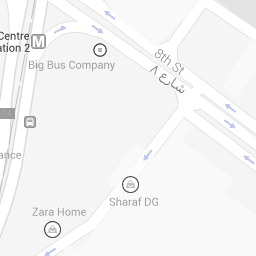 Centre
ation 2
M
Big Bus Company
8th St
شارع ٨
ance
Sharaf DG
Zara Home